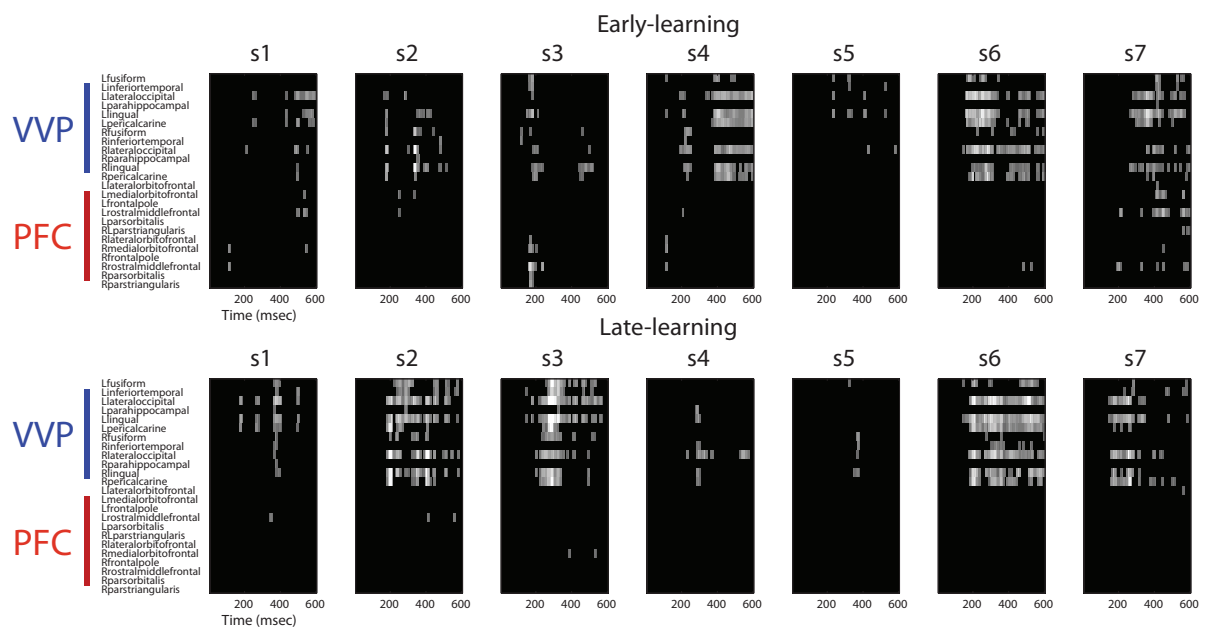 Early-learning
s1 s2 s3 s4 s5 s6 s7
VVP
PFC
Lfusiform
Linferiortemporal
Llateraloccipital
Lparahippocampal
Llingual
Lpericalcarine
Rfusiform
Rinferiortemporal
Rlateraloccipital
Rparahippocampal
Rlingual
Rpericalcarine
Llateralorbitofrontal
Lmedialorbitofrontal
Lfrontalpole
Lrostralmiddlefrontal
Lparsorbitalis
RLparstriangularis
Rlateralorbitofrontal
Rmedialorbitofrontal
Rfrontalpole
Rrostralmiddlefrontal
Rparsorbitalis
Rparstriangularis
200 400 600 200 400 600 200 400 600 200 400 600 200 400 600 200 400 600 200 400 600
Time (msec)
Late-learning
s1 s2 s3 s4 s5 s6 s7
VVP
PFC
Lfusiform
Linferiortemporal
Llateraloccipital
Lparahippocampal
Llingual
Lpericalcarine
Rfusiform
Rinferiortemporal
Rlateraloccipital
Rparahippocampal
Rlingual
Rpericalcarine
Llateralorbitofrontal
Lmedialorbitofrontal
Lfrontalpole
Lrostralmiddlefrontal
Lparsorbitalis
RLparstriangularis
Rlateralorbitofrontal
Rmedialorbitofrontal
Rfrontalpole
Rrostralmiddlefrontal
Rparsorbitalis
Rparstriangularis
200 400 600 200 400 600 200 400 600 200 400 600 200 400 600 200 400 600 200 400 600
Time (msec)